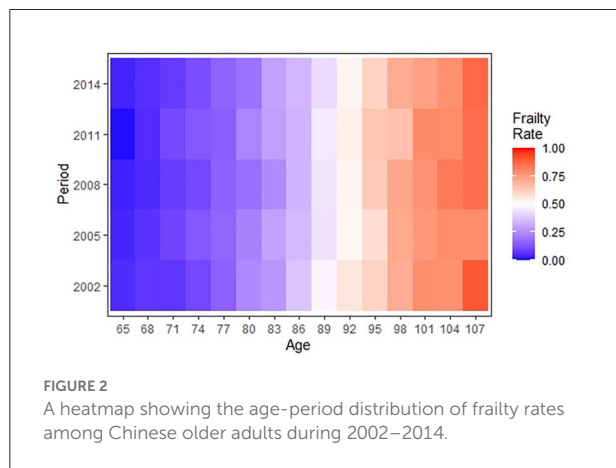 2014
2011
2008
2005
2002
Period
65 68 71 74 77 80 83 86 89 92 95 98 101 104 107
Age
Frailty
Rate
1.00
0.75
0.50
0.25
0.00
FIGURE 2
A heatmap showing the age-period distribution of frailty rates
among Chinese older adults during 2002–2014.